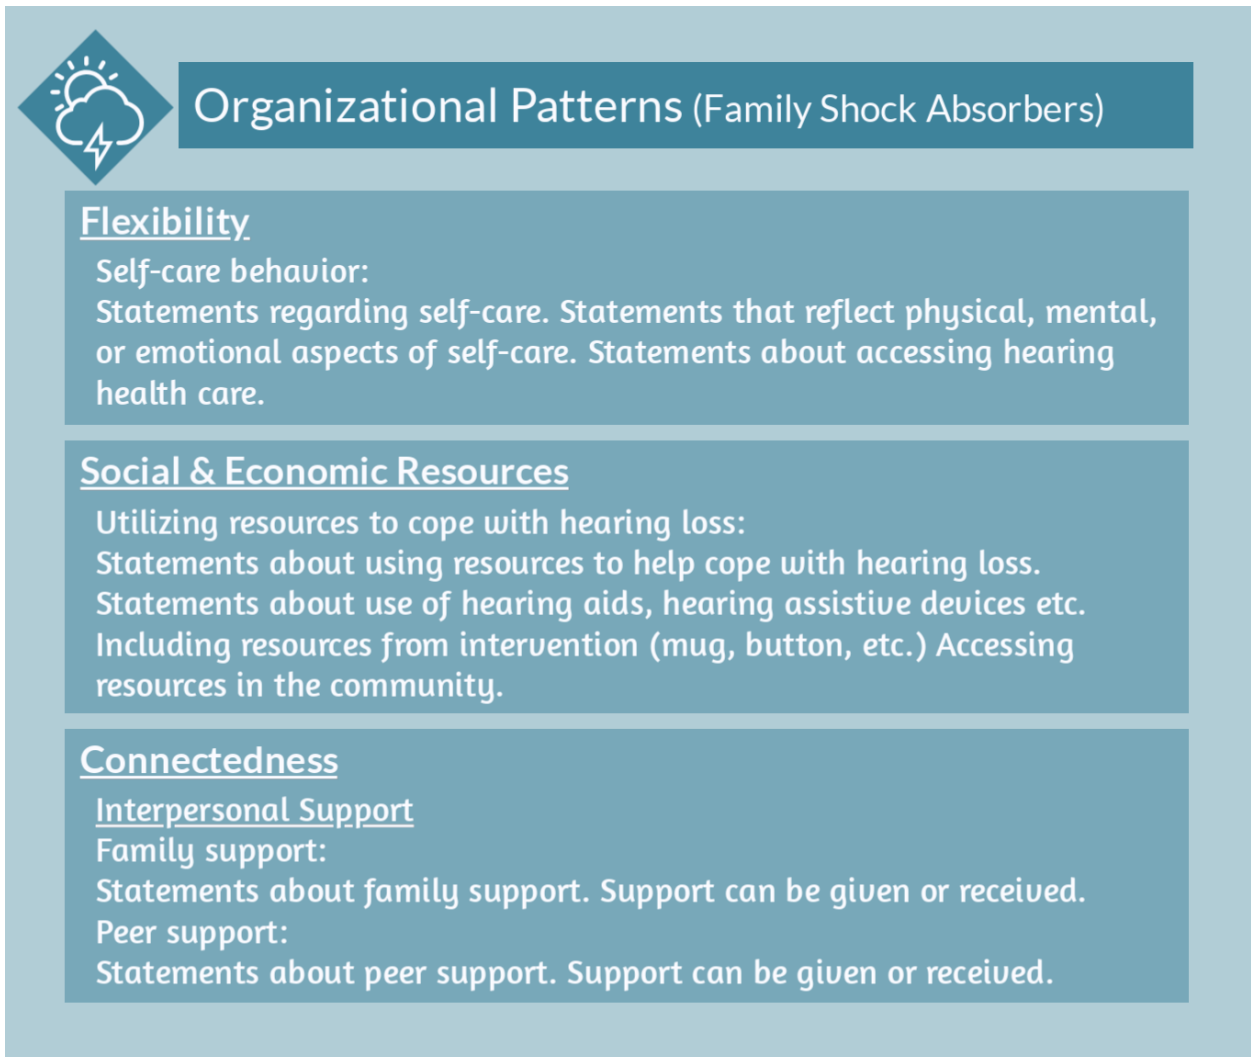 Organizational Patterns (Family Shock Absorbers)
Flexibility
Self-care behavior:
Statements regarding self-care. Statements that reflect physical, mental,
or emotional aspects of self-care. Statements about accessing hearing
health care.
Social & Economic Resources
Utilizing resources to cope with hearing loss:
Statements about using resources to help cope with hearing loss.
Statements about use of hearing aids, hearing assistive devices etc.
Including resources from intervention (mug, button, etc.) Accessing
resources in the community.
Connectedness
Interpersonal Support
Family support:
Statements about family support. Support can be given or received.
Peer support:
Statements about peer support. Support can be given or received.